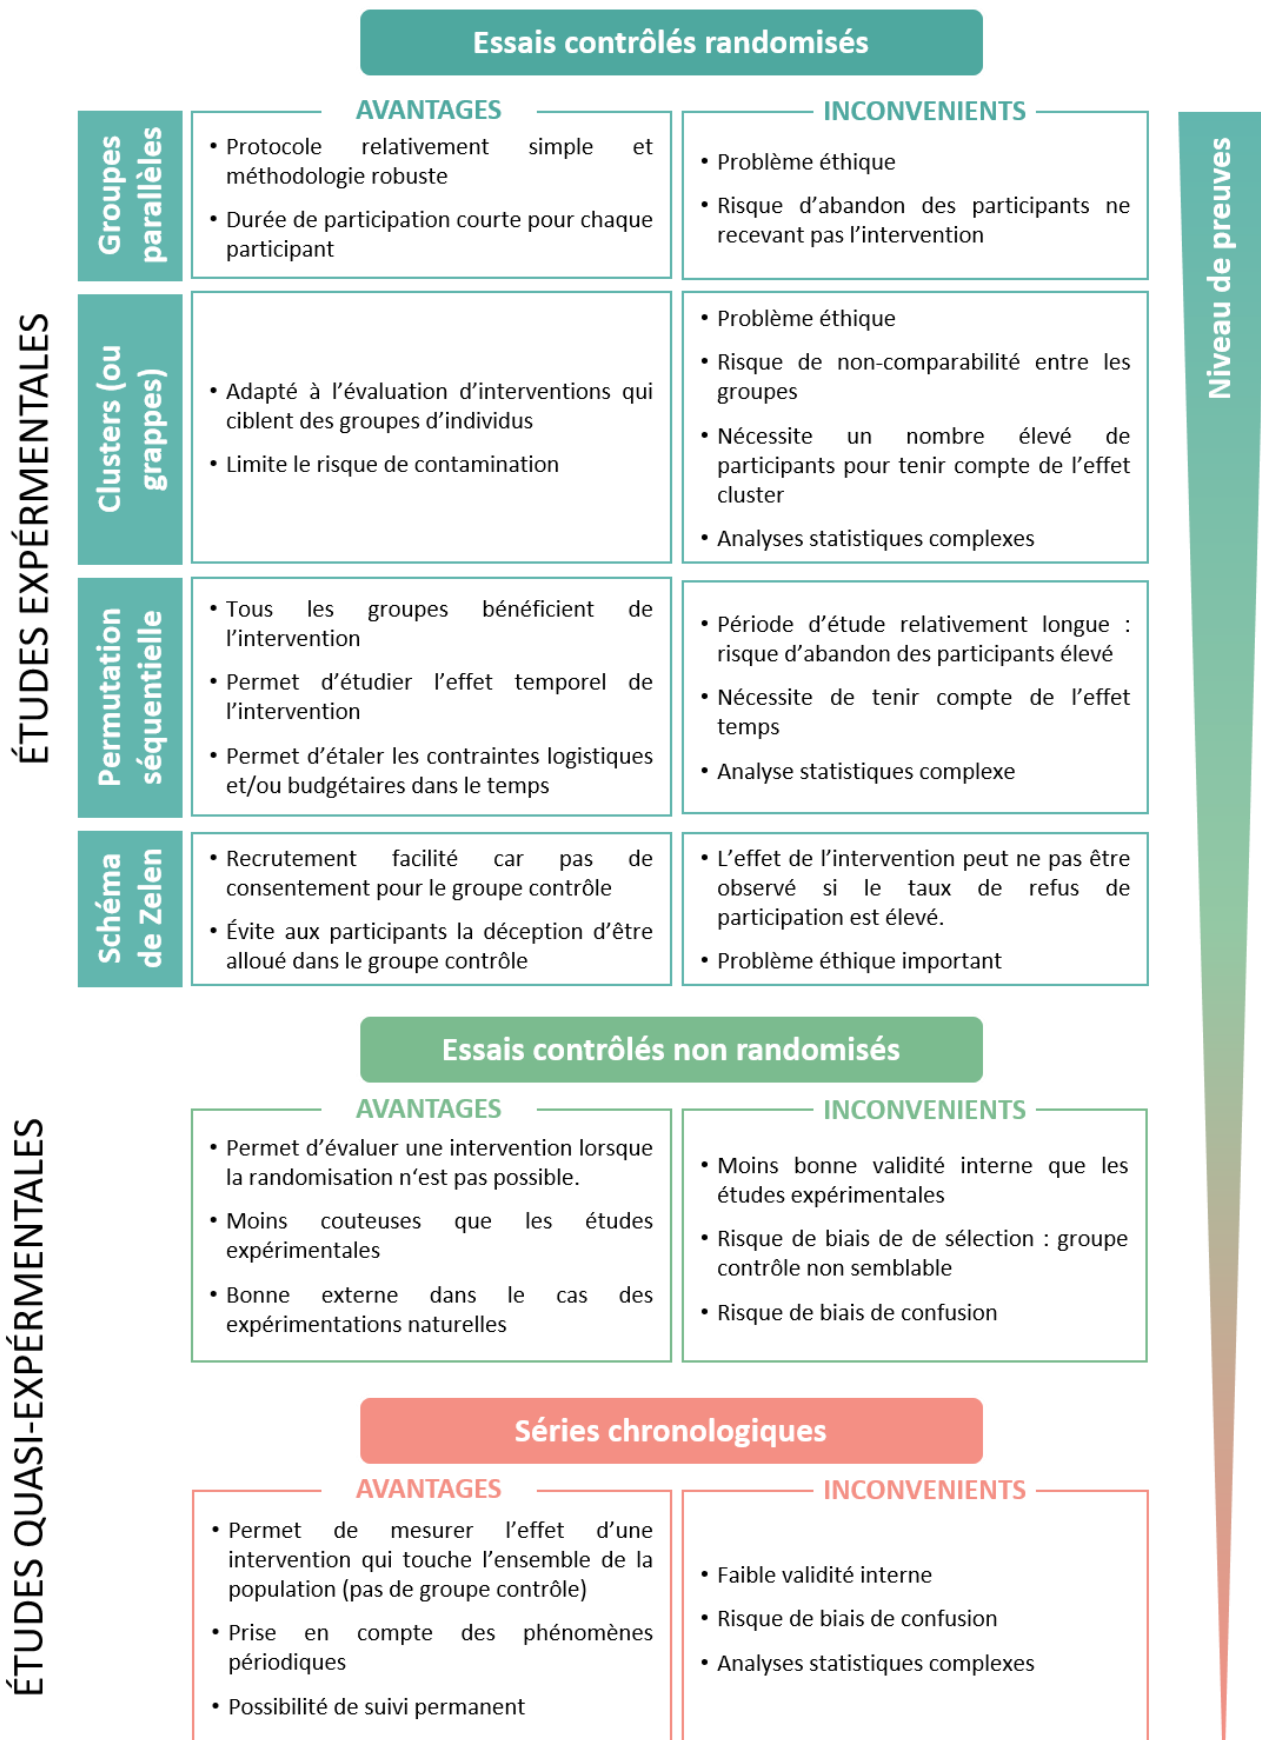 Essais contrôlés randomisés
ÉTUDES EXPÉRMENTALES
Groupes
parallèles
AVANTAGES
• Protocole relativement simple et
méthodologie robuste
• Durée de participation courte pour chaque
participant
INCONVENIENTS
• Problème éthique
• Risque d’abandon des participants ne
recevant pas l’intervention
Niveau de preuves
Clusters (ou
grappes)
• Adapté à l’évaluation d’interventions qui
ciblent des groupes d’individus
• Limite le risque de contamination
• Problème éthique
• Risque de non-comparabilité entre les
groupes
• Nécessite un nombre élevé de
participants pour tenir compte de l’effet
cluster
• Analyses statistiques complexes
Permutation
séquentielle
• Tous les groupes bénéficient de
l’intervention
• Permet d’étudier l’effet temporel de
l’intervention
• Permet d’étaler les contraintes logistiques
et/ou budgétaires dans le temps
• Période d’étude relativement longue :
risque d’abandon des participants élevé
• Nécessite de tenir compte de l’effet
temps
• Analyse statistiques complexe
Schéma
de Zelen
• Recrutement facilité car pas de
consentement pour le groupe contrôle
• Évite aux participants la déception d’être
alloué dans le groupe contrôle
• L’effet de l’intervention peut ne pas être
observé si le taux de refus de
participation est élevé.
• Problème éthique important
ÉTUDES QUASI-EXPÉRMENTALES
Essais contrôlés non randomisés
AVANTAGES
• Permet d’évaluer une intervention lorsque
la randomisation n‘est pas possible.
• Moins couteuses que les études
expérimentales
• Bonne externe dans le cas des
expérimentations naturelles
INCONVENIENTS
• Moins bonne validité interne que les
études expérimentales
• Risque de biais de de sélection : groupe
contrôle non semblable
• Risque de biais de confusion
Séries chronologiques
AVANTAGES
• Permet de mesurer l’effet d’une
intervention qui touche l’ensemble de la
population (pas de groupe contrôle)
• Prise en compte des phénomènes
périodiques
• Possibilité de suivi permanent
INCONVENIENTS
• Faible validité interne
• Risque de biais de confusion
• Analyses statistiques complexes